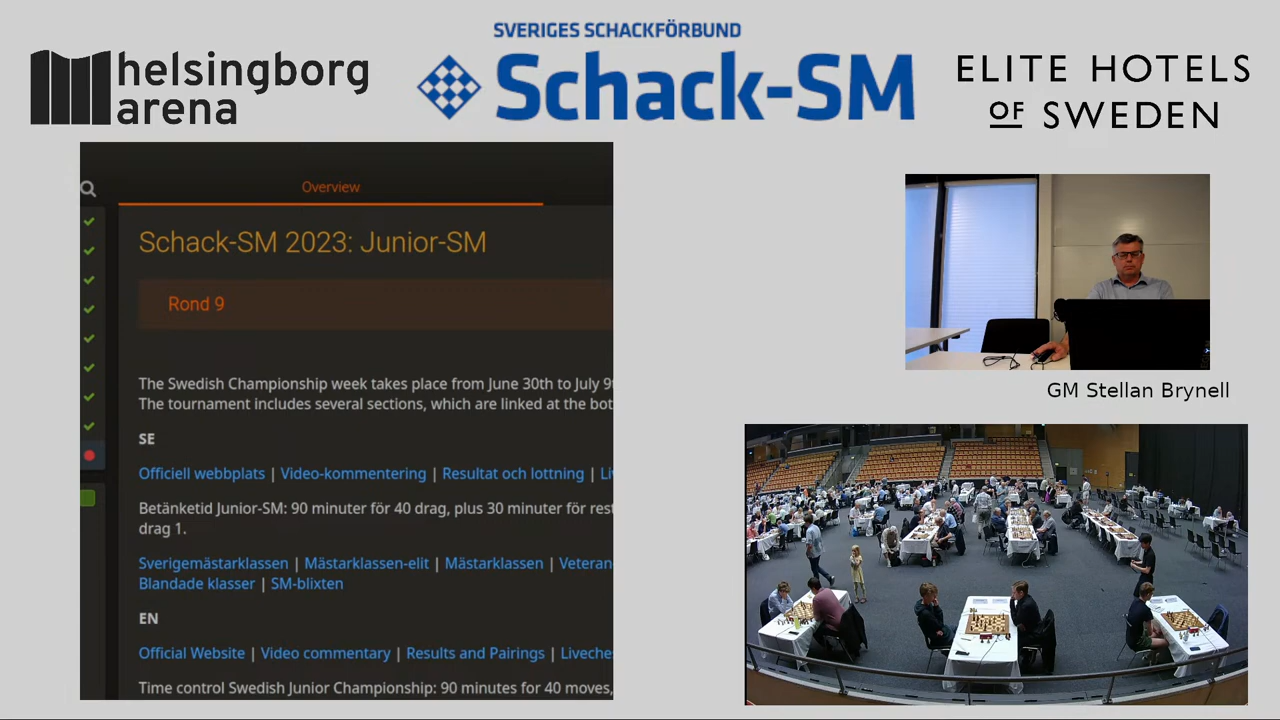 helsingborg
arena
SVERIGES SCHACKFÖRBUND
Schack-SM
ELITE HOTELS
OF SWEDEN
Overview
Schack-SM 2023: Junior-SM
Rond 9
The Swedish Championship week takes place from June 30th to July 9t
The tournament includes several sections, which are linked at the bot
SE
Officiell webbplats | Video-kommentering | Resultat och lottning | Li
Betänketid Junior-SM: 90 minuter för 40 drag, plus 30 minuter för rest
drag 1.
Sverigemästarklassen | Mästarklassen-elit | Mästarklassen | Veteran
Blandade klasser | SM-blixten
EN
Official Website | Video commentary | Results and Pairings | Liveche
Time control Swedish Junior Championship: 90 minutes for 40 moves,
GM Stellan Brynell